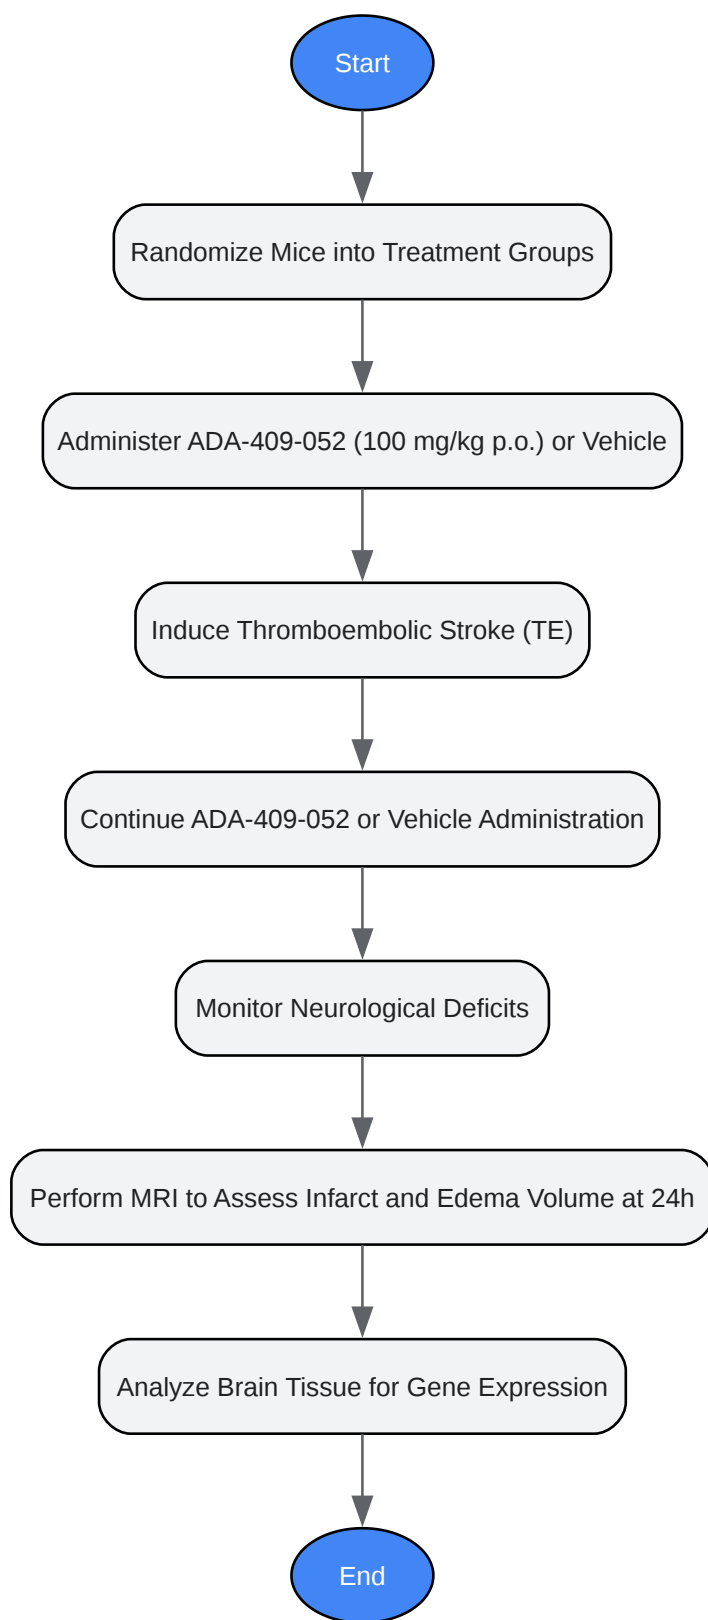 Start
Randomize Mice into Treatment Groups
Administer ADA-409-052 (100 mg/kg p.o.) or Vehicle
Induce Thromboembolic Stroke (TE)
Continue ADA-409-052 or Vehicle Administration
Monitor Neurological Deficits
Perform MRI to Assess Infarct and Edema Volume at 24h
Analyze Brain Tissue for Gene Expression
End